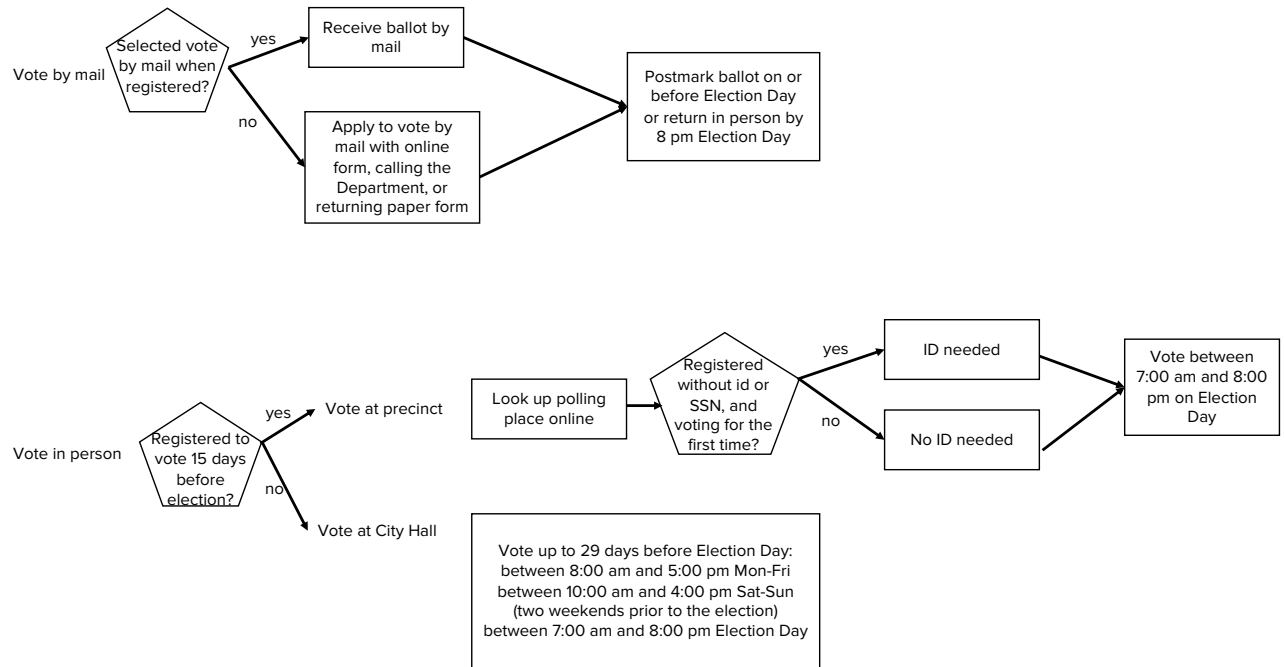 Vote by mail
Selected vote
by mail when
registered?
yes
no
Receive ballot by
mail
Apply to vote by
mail with online
form, calling the
Department, or
returning paper form
Postmark ballot on or
before Election Day
or return in person by
8 pm Election Day
Vote in person
Registered to
vote 15 days
before
election?
yes
no
Vote at precinct
Look up polling
place online
Registered
without id or
SSN, and
voting for the
first time?
yes
no
ID needed
No ID needed
Vote between
7:00 am and 8:00
pm on Election
Day
Vote at City Hall
Vote up to 29 days before Election Day:
between 8:00 am and 5:00 pm Mon-Fri
between 10:00 am and 4:00 pm Sat-Sun
(two weekends prior to the election)
between 7:00 am and 8:00 pm Election Day